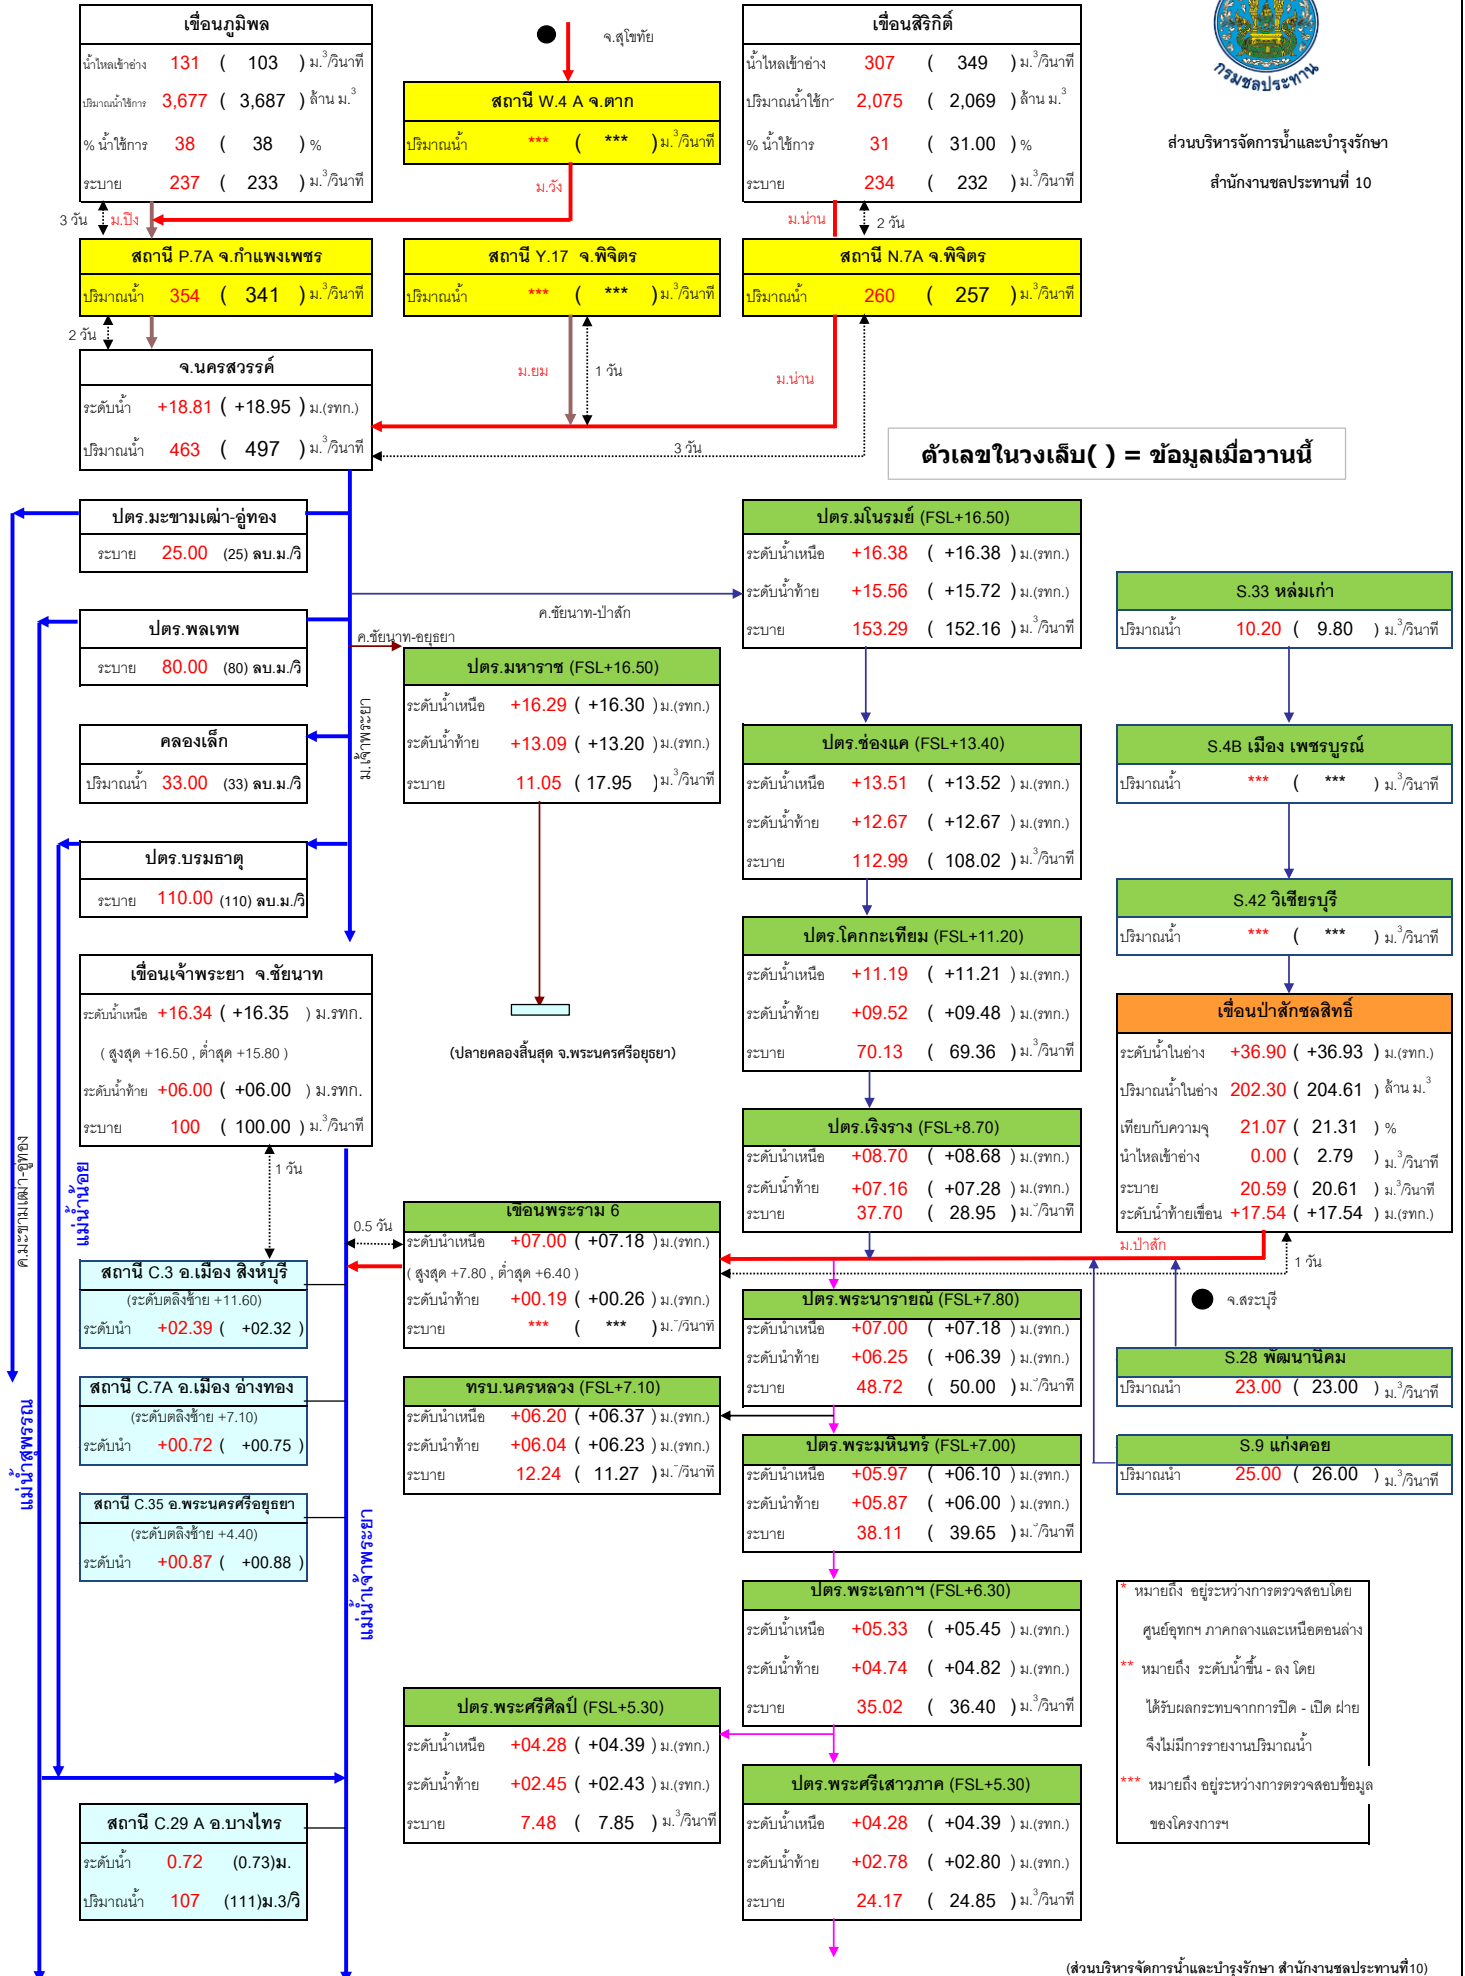 เขื่อนภูมิพล
น้ำไหลเข้าอ่าง 131 ( 103 ) ม.³/วินาที
ปริมาณน้ำใช้การ 3,677 ( 3,687 ) ล้าน ม.³
% น้ำใช้การ 38 ( 38 ) %
ระบาย 237 ( 233 ) ม.³/วินาที
จ.สุโขทัย
สถานี W.4 A จ.ตาก
ปริมาณน้ำ *** ( *** ) ม.³/วินาที
เขื่อนสิริกิติ์
น้ำไหลเข้าอ่าง 307 ( 349 ) ม.³/วินาที
ปริมาณน้ำใช้กา 2,075 ( 2,069 ) ล้าน ม.³
% น้ำใช้การ 31 ( 31.00 ) %
ระบาย 234 ( 232 ) ม.³/วินาที
กรมชลประทาน
ส่วนบริหารจัดการน้ำและบำรุงรักษา
สำนักงานชลประทานที่ 10
3 วัน ม.ปิง
ม.วัง
ม.น่าน
2 วัน
สถานี P.7A จ.กำแพงเพชร
ปริมาณน้ำ 354 ( 341 ) ม.³/วินาที
สถานี Y.17 จ.พิจิตร
ปริมาณน้ำ *** ( *** ) ม.³/วินาที
สถานี N.7A จ.พิจิตร
ปริมาณน้ำ 260 ( 257 ) ม.³/วินาที
2 วัน
ม.ยม
1 วัน
ม.น่าน
3 วัน
จ.นครสวรรค์
ระดับน้ำ +18.81 ( +18.95 ) ม.(รทก.)
ปริมาณน้ำ 463 ( 497 ) ม.³/วินาที
ตัวเลขในวงเล็บ( ) = ข้อมูลเมื่อวานนี้
ปตร.มะขามเฒ่า-อู่ทอง
ระบาย 25.00 (25) ลบ.ม./วิ
ปตร.พลเทพ
ระบาย 80.00 (80) ลบ.ม./วิ
คลองเล็ก
ปริมาณน้ำ 33.00 (33) ลบ.ม./วิ
ปตร.บรมธาตุ
ระบาย 110.00 (110) ลบ.ม./วิ
ม.เจ้าพระยา
ค.ชัยนาท-ป่าสัก
ค.ชัยนาท-อยุธยา
ปตร.มหาราช (FSL+16.50)
ระดับน้ำเหนือ +16.29 ( +16.30 ) ม.(รทก.)
ระดับน้ำท้าย +13.09 ( +13.20 ) ม.(รทก.)
ระบาย 11.05 ( 17.95 ) ม.³/วินาที
(ปลายคลองสิ้นสุด จ.พระนครศรีอยุธยา)
ปตร.มโนรมย์ (FSL+16.50)
ระดับน้ำเหนือ +16.38 ( +16.38 ) ม.(รทก.)
ระดับน้ำท้าย +15.56 ( +15.72 ) ม.(รทก.)
ระบาย 153.29 ( 152.16 ) ม.³/วินาที
ปตร.ช่องแค (FSL+13.40)
ระดับน้ำเหนือ +13.51 ( +13.52 ) ม.(รทก.)
ระดับน้ำท้าย +12.67 ( +12.67 ) ม.(รทก.)
ระบาย 112.99 ( 108.02 ) ม.³/วินาที
ปตร.โคกกะเทียม (FSL+11.20)
ระดับน้ำเหนือ +11.19 ( +11.21 ) ม.(รทก.)
ระดับน้ำท้าย +09.52 ( +09.48 ) ม.(รทก.)
ระบาย 70.13 ( 69.36 ) ม.³/วินาที
ปตร.เริงราง (FSL+8.70)
ระดับน้ำเหนือ +08.70 ( +08.68 ) ม.(รทก.)
ระดับน้ำท้าย +07.16 ( +07.28 ) ม.(รทก.)
ระบาย 37.70 ( 28.95 ) ม.³/วินาที
S.33 หล่มเก่า
ปริมาณน้ำ 10.20 ( 9.80 ) ม.³/วินาที
S.4B เมือง เพชรบูรณ์
ปริมาณน้ำ *** ( *** ) ม.³/วินาที
S.42 วิเชียรบุรี
ปริมาณน้ำ *** ( *** ) ม.³/วินาที
เขื่อนป่าสักชลสิทธิ์
ระดับน้ำในอ่าง +36.90 ( +36.93 ) ม.(รทก.)
ปริมาณน้ำในอ่าง 202.30 ( 204.61 ) ล้าน ม.³
เทียบกับความจุ 21.07 ( 21.31 ) %
น้ำไหลเข้าอ่าง 0.00 ( 2.79 ) ม.³/วินาที
ระบาย 20.59 ( 20.61 ) ม.³/วินาที
ระดับน้ำท้ายเขื่อน +17.54 ( +17.54 ) ม.(รทก.)
เขื่อนเจ้าพระยา จ.ชัยนาท
ระดับน้ำเหนือ +16.34 ( +16.35 ) ม.รทก.
( สูงสุด +16.50 , ต่ำสุด +15.80 )
ระดับน้ำท้าย +06.00 ( +06.00 ) ม.รทก.
ระบาย 100 ( 100.00 ) ม.³/วินาที
ค.มะขามเฒ่า-อู่ทอง
แม่น้ำน้อย
1 วัน
0.5 วัน
เขื่อนพระราม 6
ระดับน้ำเหนือ +07.00 ( +07.18 ) ม.(รทก.)
( สูงสุด +7.80 , ต่ำสุด +6.40 )
ระดับน้ำท้าย +00.19 ( +00.26 ) ม.(รทก.)
ระบาย *** ( *** ) ม.³/วินาที
ม.ป่าสัก
1 วัน
จ.สระบุรี
สถานี C.3 อ.เมือง สิงห์บุรี
(ระดับตลิ่งซ้าย +11.60)
ระดับน้ำ +02.39 ( +02.32 )
สถานี C.7A อ.เมือง อ่างทอง
(ระดับตลิ่งซ้าย +7.10)
ระดับน้ำ +00.72 ( +00.75 )
สถานี C.35 อ.พระนครศรีอยุธยา
(ระดับตลิ่งซ้าย +4.40)
ระดับน้ำ +00.87 ( +00.88 )
แม่น้ำสุพรรณ
แม่น้ำเจ้าพระยา
ทรบ.นครหลวง (FSL+7.10)
ระดับน้ำเหนือ +06.20 ( +06.37 ) ม.(รทก.)
ระดับน้ำท้าย +06.04 ( +06.23 ) ม.(รทก.)
ระบาย 12.24 ( 11.27 ) ม.³/วินาที
ปตร.พระนารายณ์ (FSL+7.80)
ระดับน้ำเหนือ +07.00 ( +07.18 ) ม.(รทก.)
ระดับน้ำท้าย +06.25 ( +06.39 ) ม.(รทก.)
ระบาย 48.72 ( 50.00 ) ม.³/วินาที
ปตร.พระมหินทร์ (FSL+7.00)
ระดับน้ำเหนือ +05.97 ( +06.10 ) ม.(รทก.)
ระดับน้ำท้าย +05.87 ( +06.00 ) ม.(รทก.)
ระบาย 38.11 ( 39.65 ) ม.³/วินาที
S.28 พัฒนานิคม
ปริมาณน้ำ 23.00 ( 23.00 ) ม.³/วินาที
S.9 แก่งคอย
ปริมาณน้ำ 25.00 ( 26.00 ) ม.³/วินาที
ปตร.พระเอกาฯ (FSL+6.30)
ระดับน้ำเหนือ +05.33 ( +05.45 ) ม.(รทก.)
ระดับน้ำท้าย +04.74 ( +04.82 ) ม.(รทก.)
ระบาย 35.02 ( 36.40 ) ม.³/วินาที
* หมายถึง อยู่ระหว่างการตรวจสอบโดย
ศูนย์อุทกฯ ภาคกลางและเหนือตอนล่าง
** หมายถึง ระดับน้ำขึ้น - ลง โดย
ได้รับผลกระทบจากการปิด - เปิด ฝาย
จึงไม่มีการรายงานปริมาณน้ำ
*** หมายถึง อยู่ระหว่างการตรวจสอบข้อมูล
ของโครงการฯ
ปตร.พระศรีศิลป์ (FSL+5.30)
ระดับน้ำเหนือ +04.28 ( +04.39 ) ม.(รทก.)
ระดับน้ำท้าย +02.45 ( +02.43 ) ม.(รทก.)
ระบาย 7.48 ( 7.85 ) ม.³/วินาที
ปตร.พระศรีเสาวภาค (FSL+5.30)
ระดับน้ำเหนือ +04.28 ( +04.39 ) ม.(รทก.)
ระดับน้ำท้าย +02.78 ( +02.80 ) ม.(รทก.)
ระบาย 24.17 ( 24.85 ) ม.³/วินาที
สถานี C.29 A อ.บางไทร
ระดับน้ำ 0.72 (0.73)ม.
ปริมาณน้ำ 107 (111)ม.3/วิ
(ส่วนบริหารจัดการน้ำและบำรุงรักษา สำนักงานชลประทานที่10)